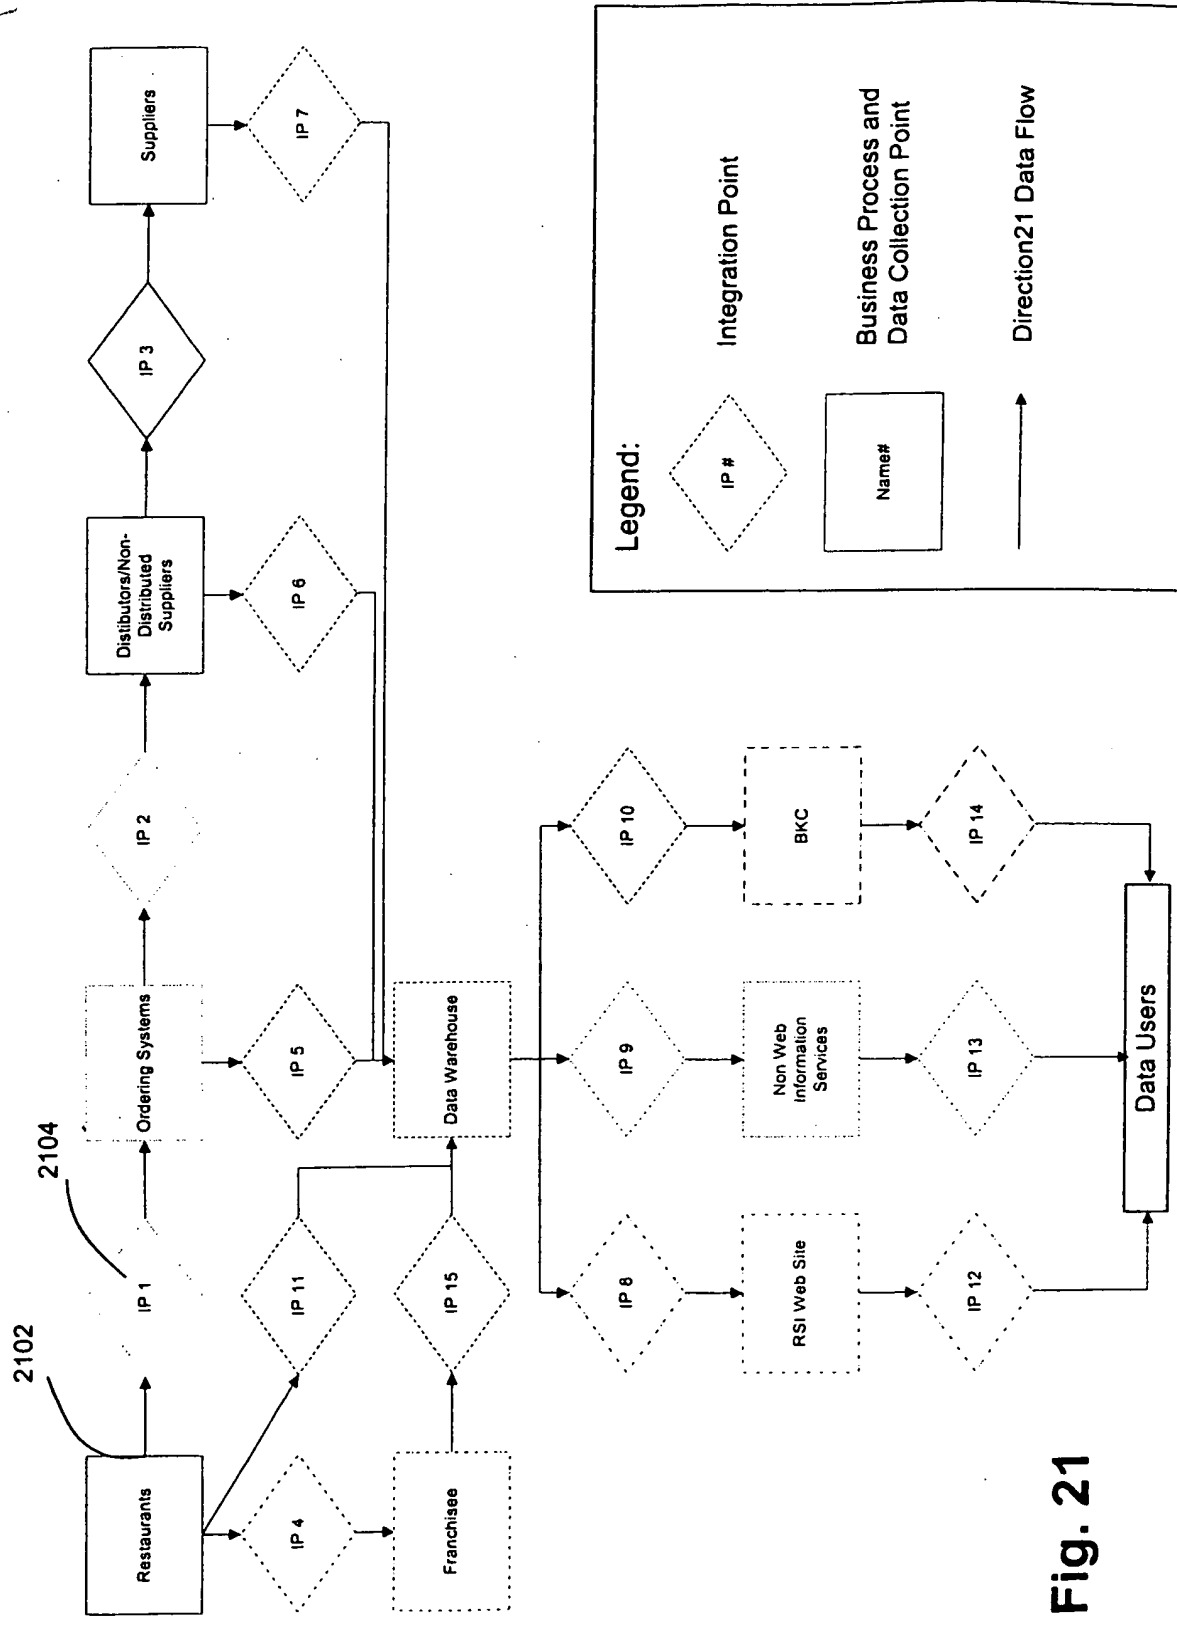 2102
2104
Restaurants
IP 1
Ordering Systems
IP 2
Distibutors/Non-
Distributed
Suppliers
IP 3
Suppliers
IP 4
IP 11
IP 5
IP 6
IP 7
Franchisee
IP 15
Data Warehouse
IP 8
IP 9
IP 10
RSI Web Site
Non Web
Information
Services
BKC
IP 12
IP 13
IP 14
Data Users
Legend:
IP #
Integration Point
Name#
Business Process and
Data Collection Point
Direction21 Data Flow
Fig. 21